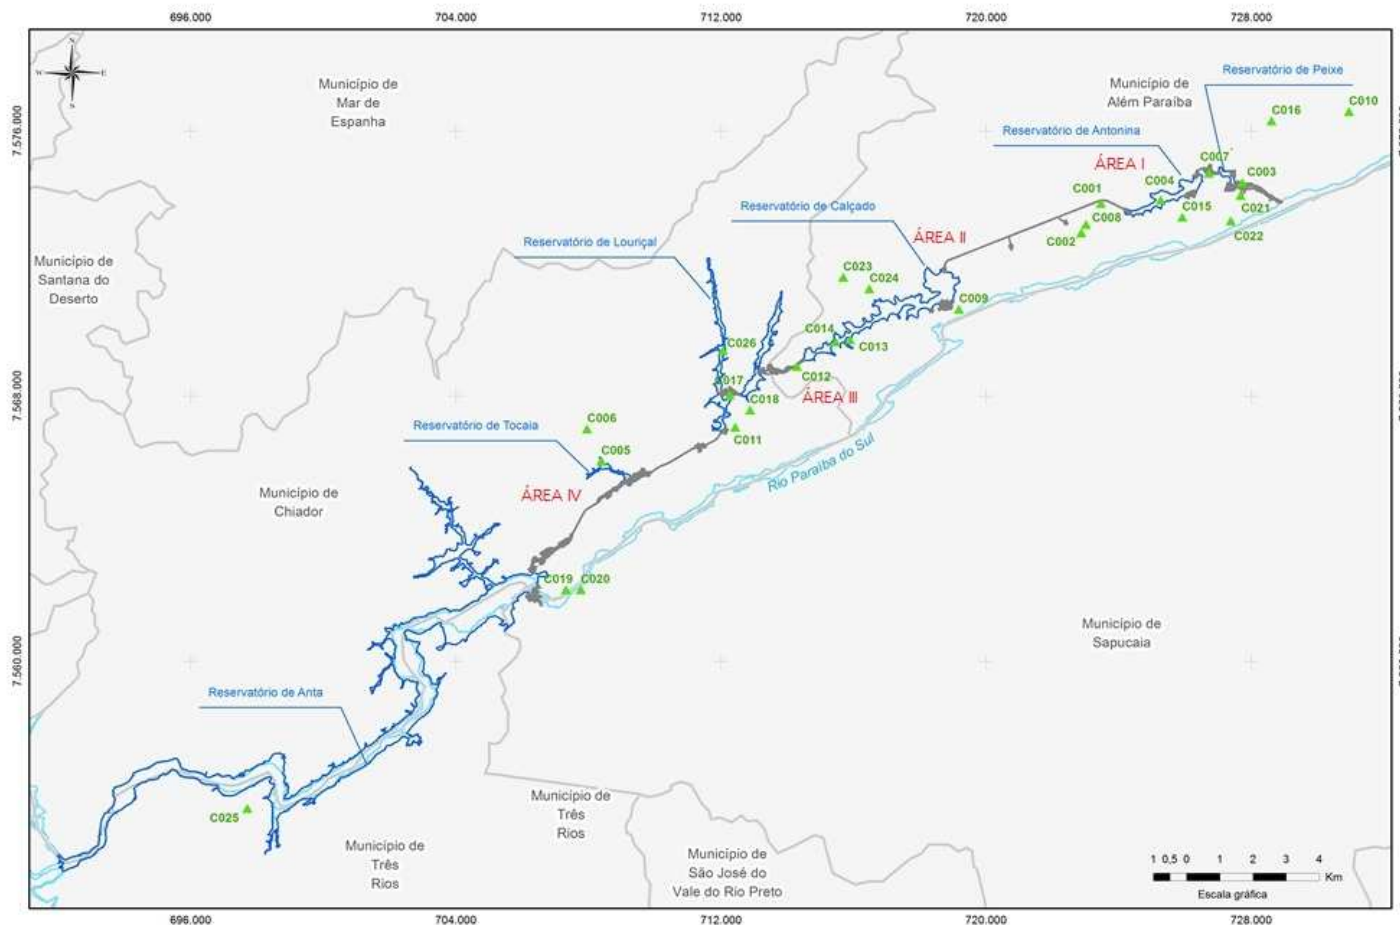 696.000
704.000
712.000
720.000
728.000
N
W
E
S
Município de
Mar de
Espanha
Município de
Além Paraíba
Reservatório de Peixe
C016
C010
7.576.000
Reservatório de Antonina
ÁREA I
C007
C003
C004
C001
C021
C015
C008
C022
C002
Reservatório de Calçado
ÁREA II
Reservatório de Louriçal
Município de
Santana do
Deserto
C023
C024
C009
C014
C013
C026
C012
C017
7.568.000
ÁREA III
C018
C011
C006
Reservatório de Tocaia
C005
Rio Paraíba do Sul
Município de
Chiador
ÁREA IV
C019
C020
Município de
Sapucaia
7.560.000
Reservatório de Anta
C025
Município de
Três
Rios
Município de
Três
Rios
Município de
São José do
Vale do Rio Preto
1 0,5 0 1 2 3 4
Km
Escala gráfica
696.000
704.000
712.000
720.000
728.000